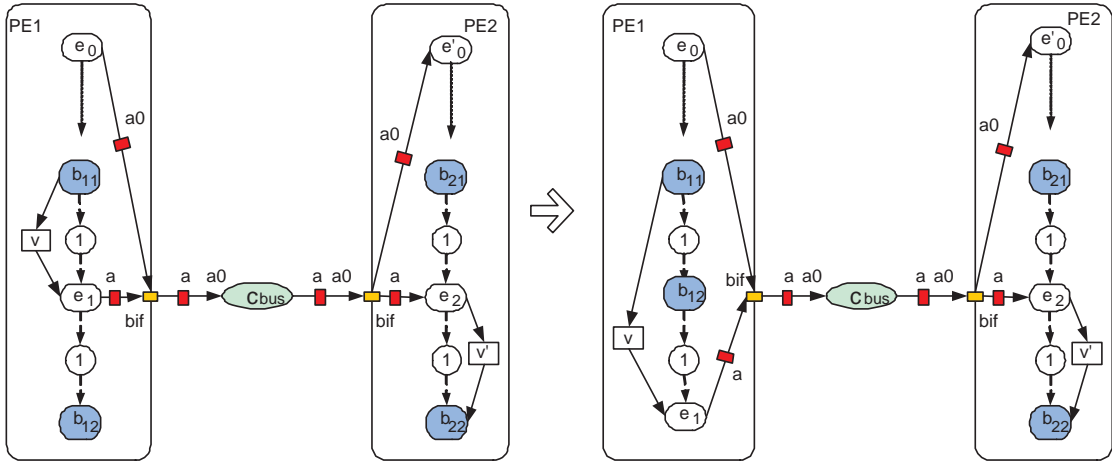 PE1
e0
a0
b11
v
1
e1
a
bif
a a0
Cbus
a a0
1
b12
PE2
e'0
a0
b21
1
a
bif
e2
1
v'
b22
PE1
e0
a0
b11
1
bif
b12
v
1
a
e1
a a0
Cbus
a a0
PE2
e'0
a0
b21
1
a
bif
e2
1
v'
b22